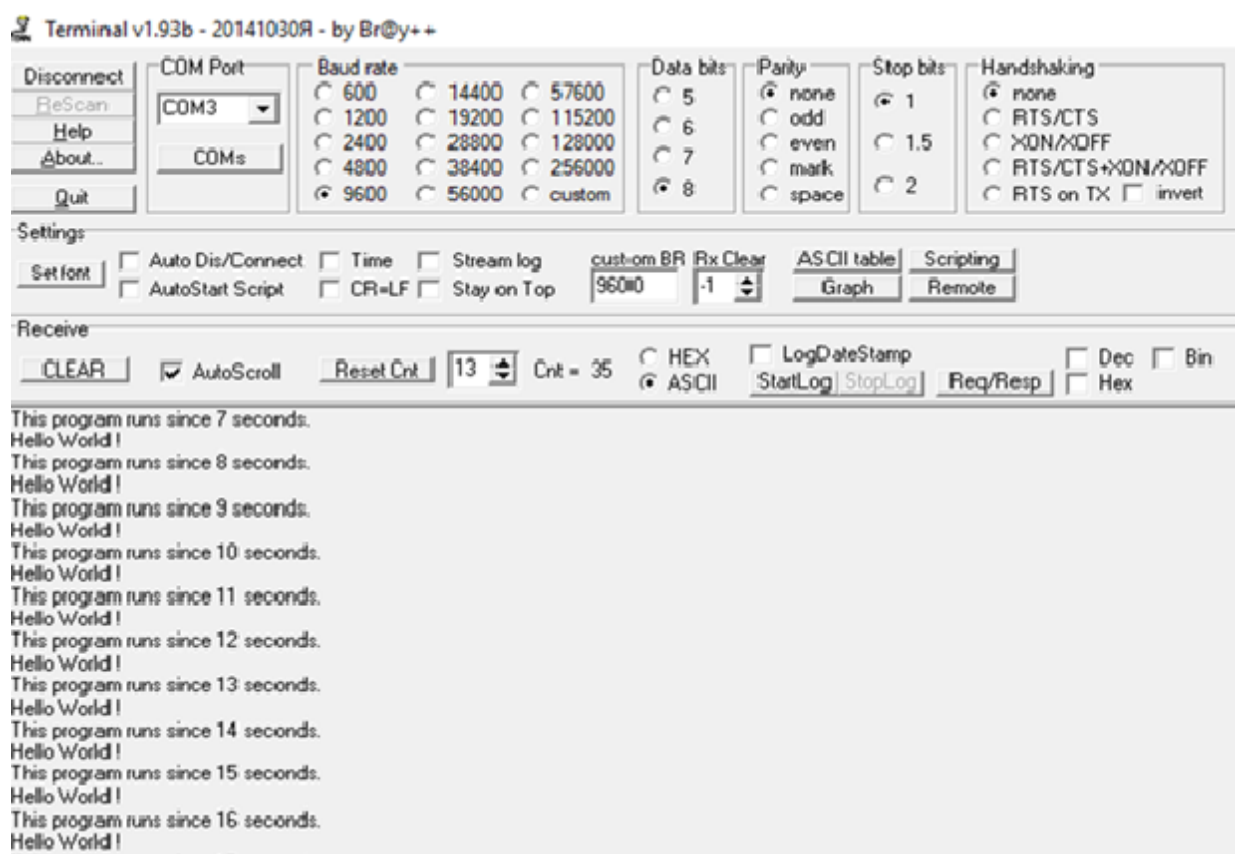 Terminal v1.93b - 20141030Я - by Br@y++
Disconnect
ReScan
Help
About..
Quit
COM Port
COM3
COMs
Baud rate
600 14400 57600
1200 19200 115200
2400 28800 128000
4800 38400 256000
9600 56000 custom
Data bits
5
6
7
8
Parity
none
odd
even
mark
space
Stop bits
1
1.5
2
Handshaking
none
RTS/CTS
XON/XOFF
RTS/CTS+XON/XOFF
RTS on TX invert
Settings
Set font
Auto Dis/Connect Time Stream log
AutoStart Script CR=LF Stay on Top
custom BR Rx Clear
9600 -1
ASCII table Scripting
Graph Remote
Receive
CLEAR AutoScroll Reset Cnt 13 Cnt = 35
HEX
ASCII
LogDateStamp
StartLog StopLog Req/Resp
Dec Bin
Hex
This program runs since 7 seconds.
Hello World !
This program runs since 8 seconds.
Hello World !
This program runs since 9 seconds.
Hello World !
This program runs since 10 seconds.
Hello World !
This program runs since 11 seconds.
Hello World !
This program runs since 12 seconds.
Hello World !
This program runs since 13 seconds.
Hello World !
This program runs since 14 seconds.
Hello World !
This program runs since 15 seconds.
Hello World !
This program runs since 16 seconds.
Hello World !